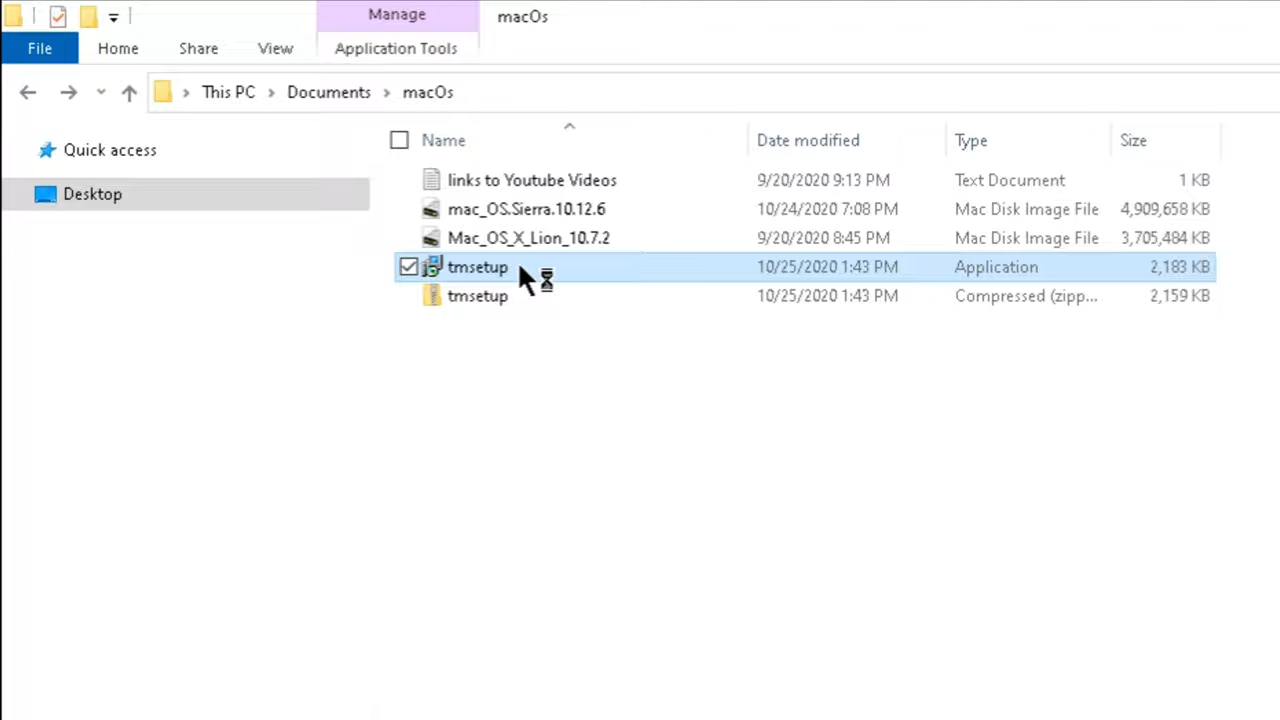 Manage macOs
File Home Share View Application Tools
This PC Documents macOs
Quick access
Desktop
Name Date modified Type Size
links to Youtube Videos 9/20/2020 9:13 PM Text Document 1 KB
mac_OS.Sierra.10.12.6 10/24/2020 7:08 PM Mac Disk Image File 4,909,658 KB
Mac_OS_X_Lion_10.7.2 9/20/2020 8:45 PM Mac Disk Image File 3,705,484 KB
tmsetup 10/25/2020 1:43 PM Application 2,183 KB
tmsetup 10/25/2020 1:43 PM Compressed (zipp... 2,159 KB